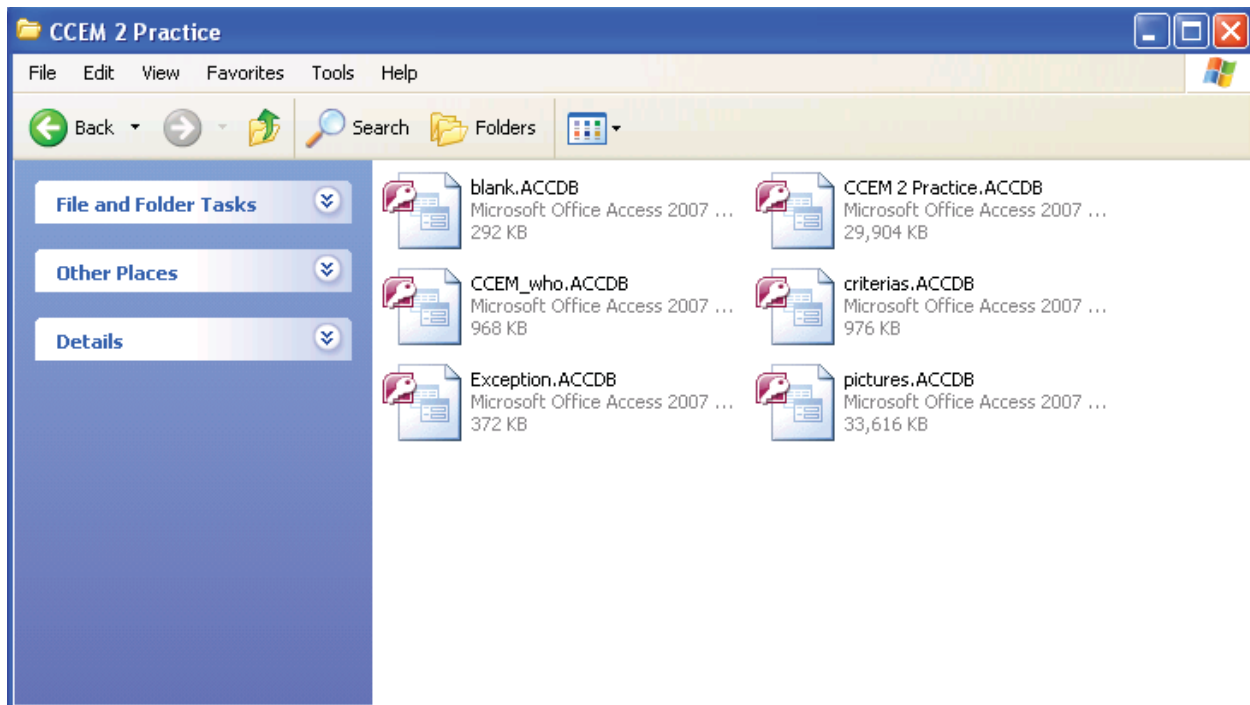 CCEM 2 Practice
File Edit View Favorites Tools Help
Back Search Folders
File and Folder Tasks
Other Places
Details
blank.ACCDB
Microsoft Office Access 2007 ...
292 KB
CCEM 2 Practice.ACCDB
Microsoft Office Access 2007 ...
29,904 KB
CCEM_who.ACCDB
Microsoft Office Access 2007 ...
968 KB
criterias.ACCDB
Microsoft Office Access 2007 ...
976 KB
Exception.ACCDB
Microsoft Office Access 2007 ...
372 KB
pictures.ACCDB
Microsoft Office Access 2007 ...
33,616 KB